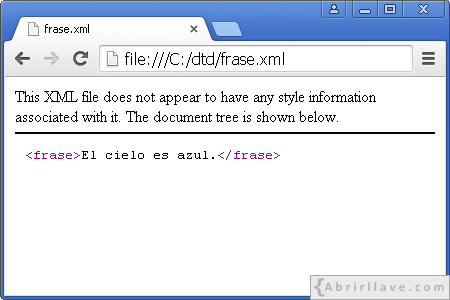 frase.xml
file:///C:/dtd/frase.xml
This XML file does not appear to have any style information
associated with it. The document tree is shown below.
<frase>El cielo es azul.</frase>
{Abrirllave.com